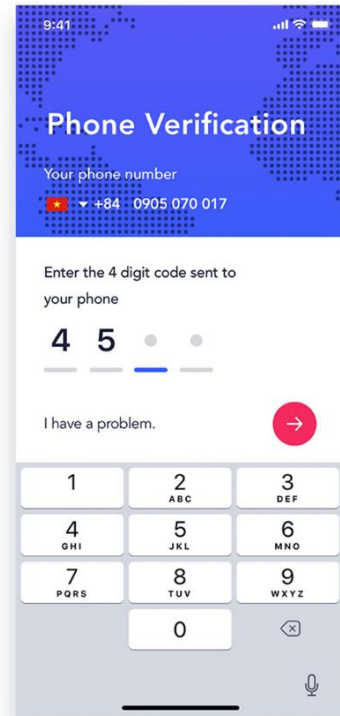 9:41
Phone Verification
Your phone number
+84 0905 070 017
Enter the 4 digit code sent to
your phone
4 5
I have a problem.
1 2 3
ABC DEF
4 5 6
GHI JKL MNO
7 8 9
PQRS TUV WXYZ
0